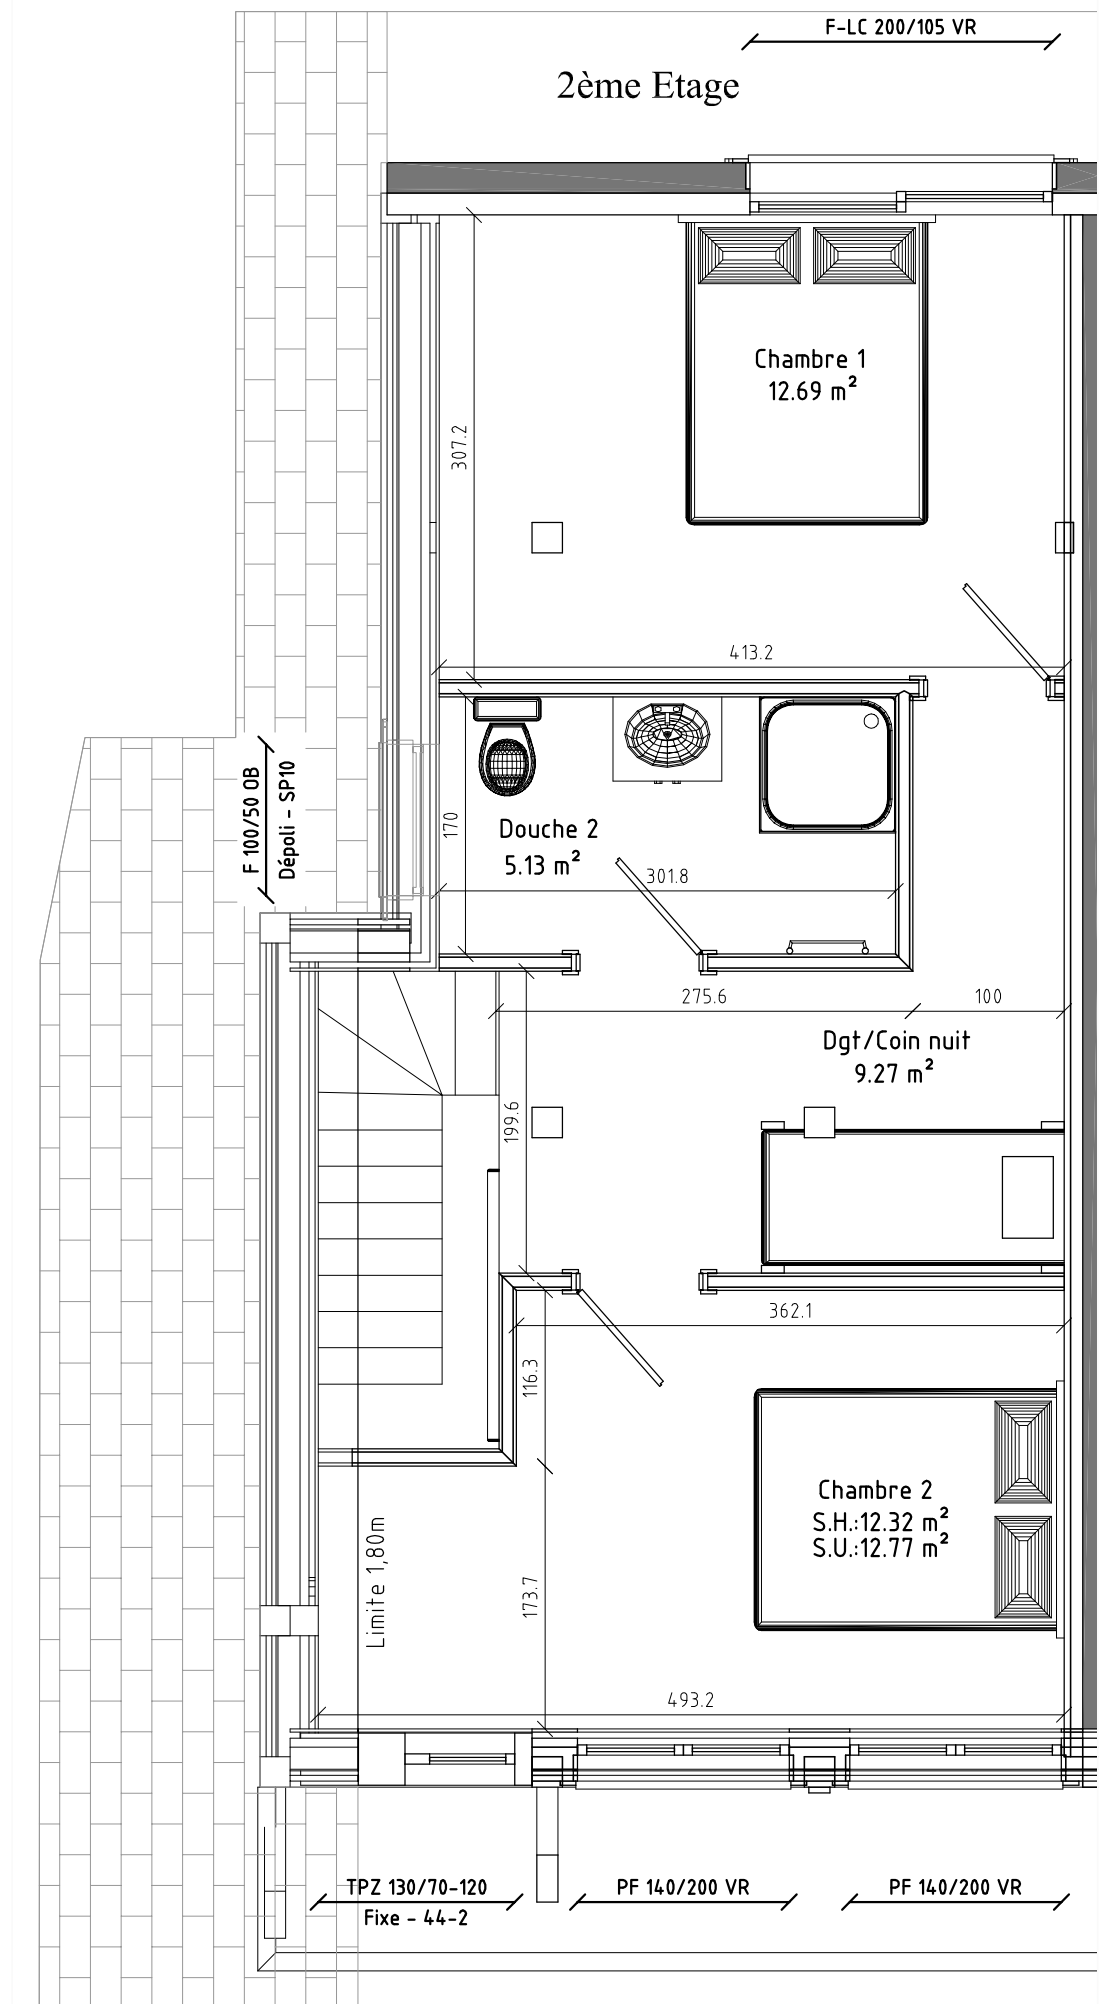 F-LC 200/105 VR
2ème Etage
Chambre 1
12.69 m²
307.2
413.2
F 100/50 OB
Dépoli - SP10
170
Douche 2
5.13 m²
301.8
275.6
100
Dgt/Coin nuit
9.27 m²
199.6
362.1
116.3
Chambre 2
S.H.:12.32 m²
S.U.:12.77 m²
Limite 1,80m
173.7
493.2
TPZ 130/70-120
Fixe - 44-2
PF 140/200 VR
PF 140/200 VR